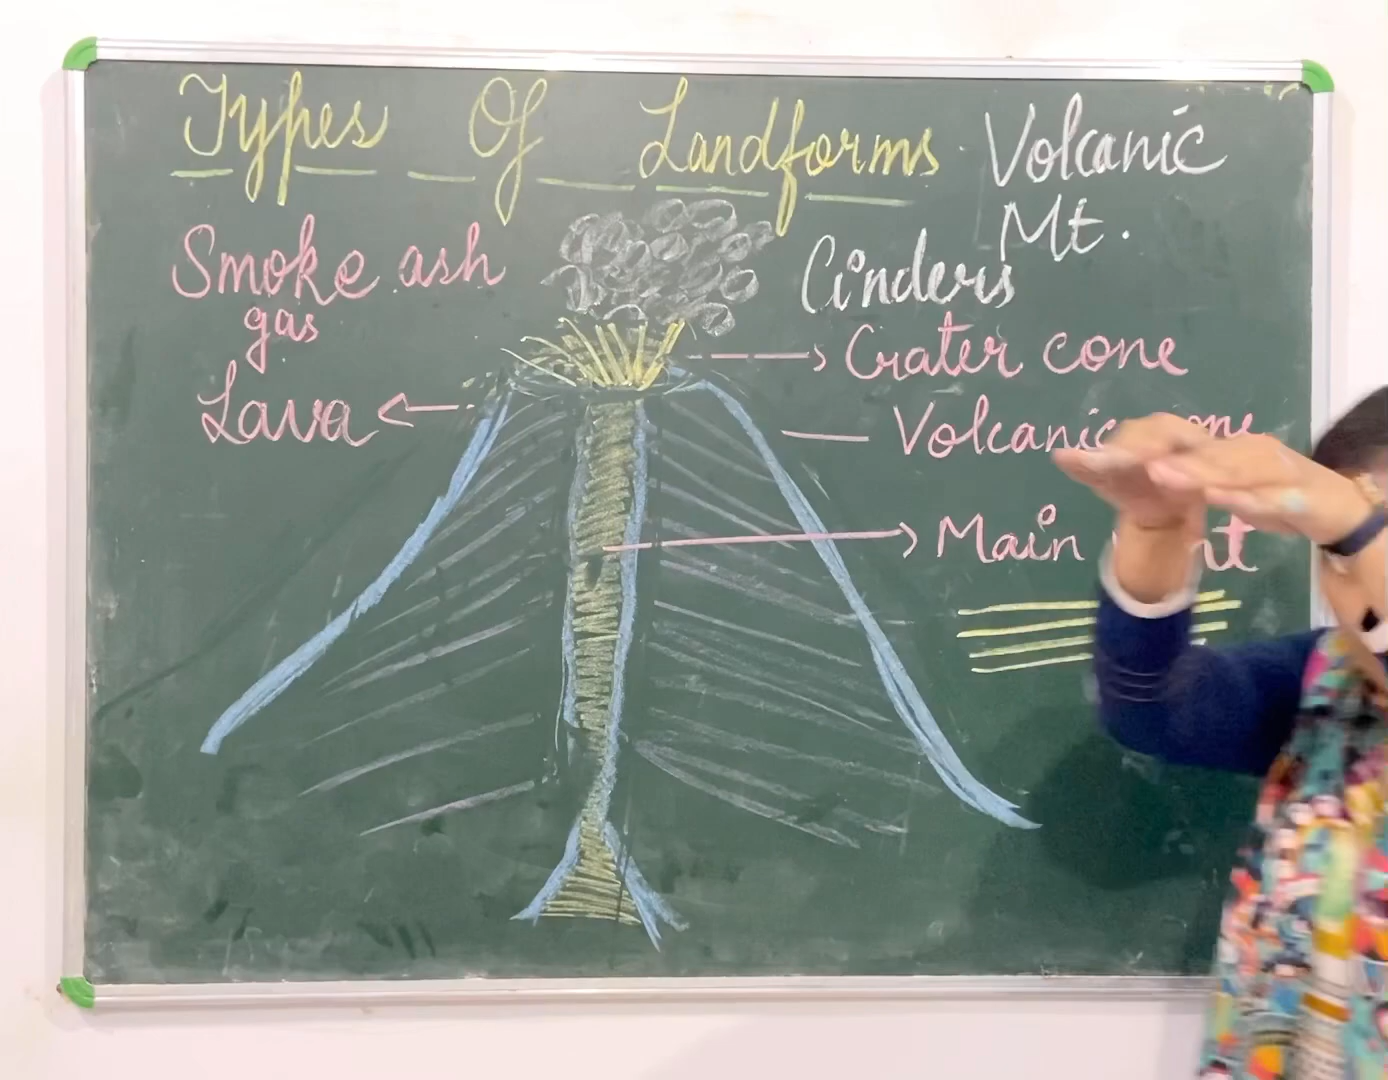 Types Of Landforms
Volcanic
Mt.
Smoke ash
gas
Cinders
Crater cone
Lava
Volcanic
Main